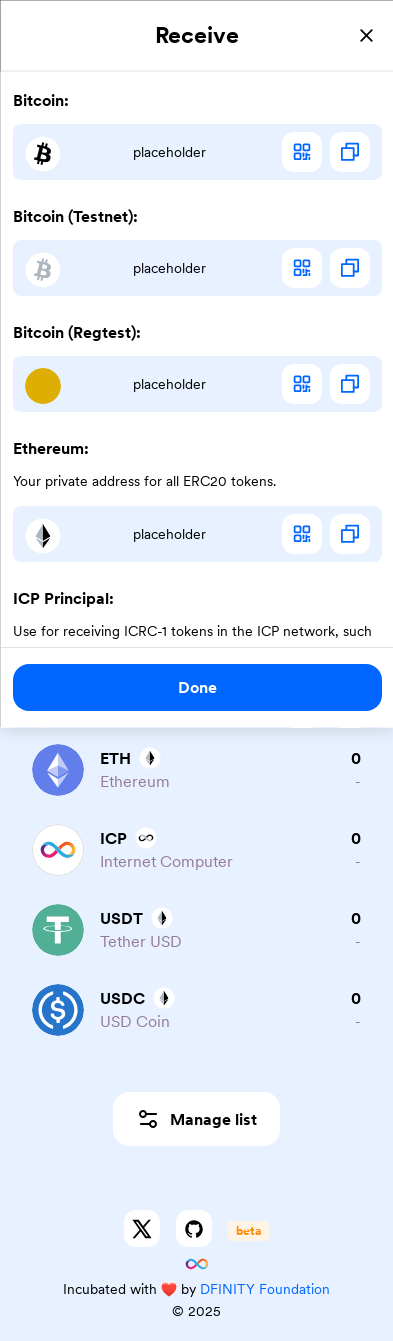 Receive
Bitcoin:
placeholder
Bitcoin (Testnet):
placeholder
Bitcoin (Regtest):
placeholder
Ethereum:
Your private address for all ERC20 tokens.
placeholder
ICP Principal:
Use for receiving ICRC-1 tokens in the ICP network, such
Done
ETH 0
Ethereum -
ICP 0
Internet Computer -
USDT 0
Tether USD -
USDC 0
USD Coin -
Manage list
beta
Incubated with ❤️ by DFINITY Foundation
© 2025